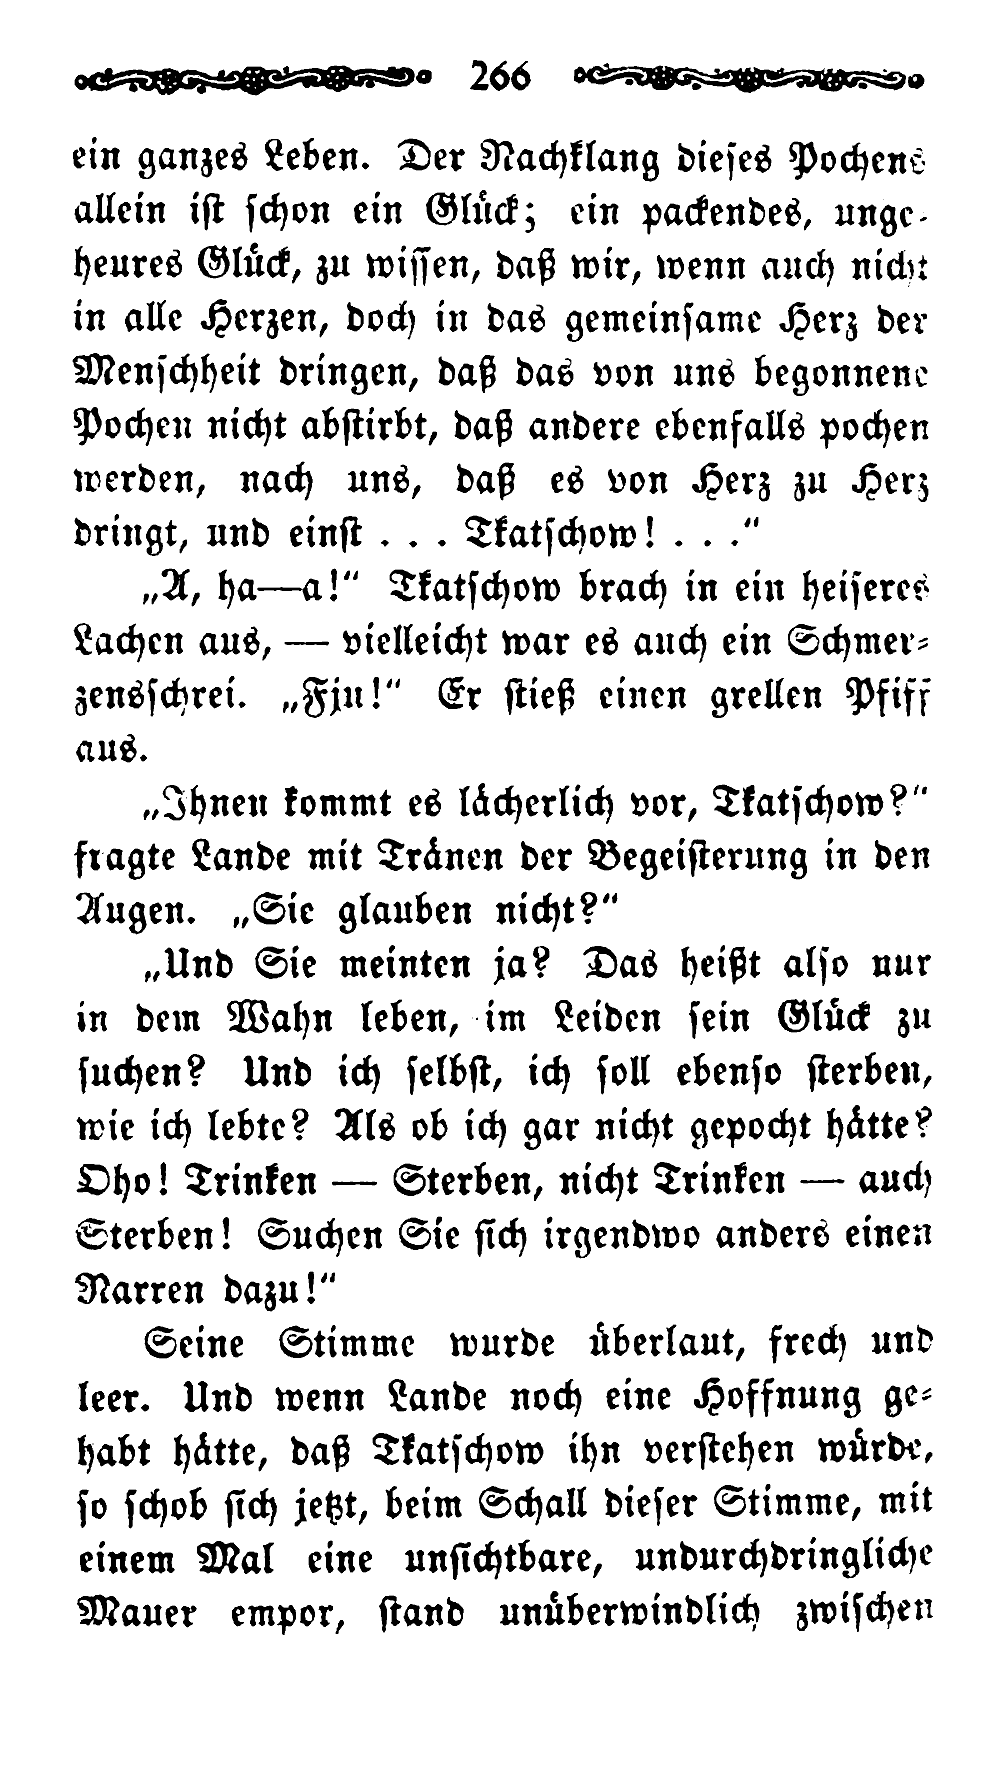 266
ein ganzes Leben. Der Nachklang dieses Pochens
allein ist schon ein Glück; ein packendes, unge-
heures Glück, zu wissen, daß wir, wenn auch nicht
in alle Herzen, doch in das gemeinsame Herz der
Menschheit dringen, daß das von uns begonnene
Pochen nicht abstirbt, daß andere ebenfalls pochen
werden, nach uns, daß es von Herz zu Herz
dringt, und einst . . . Tkatschow! . . .“
„A, ha—a!“ Tkatschow brach in ein heiseres
Lachen aus, — vielleicht war es auch ein Schmer-
zensschrei. „Fju!“ Er stieß einen grellen Pfiff
aus.
„Ihnen kommt es lächerlich vor, Tkatschow?“
fragte Lande mit Tränen der Begeisterung in den
Augen. „Sie glauben nicht?“
„Und Sie meinten ja? Das heißt also nur
in dem Wahn leben, im Leiden sein Glück zu
suchen? Und ich selbst, ich soll ebenso sterben,
wie ich lebte? Als ob ich gar nicht gepocht hätte?
Oho! Trinken — Sterben, nicht Trinken — auch
Sterben! Suchen Sie sich irgendwo anders einen
Narren dazu!“
Seine Stimme wurde überlaut, frech und
leer. Und wenn Lande noch eine Hoffnung ge-
habt hätte, daß Tkatschow ihn verstehen würde,
so schob sich jetzt, beim Schall dieser Stimme, mit
einem Mal eine unsichtbare, undurchdringliche
Mauer empor, stand unüberwindlich zwischen